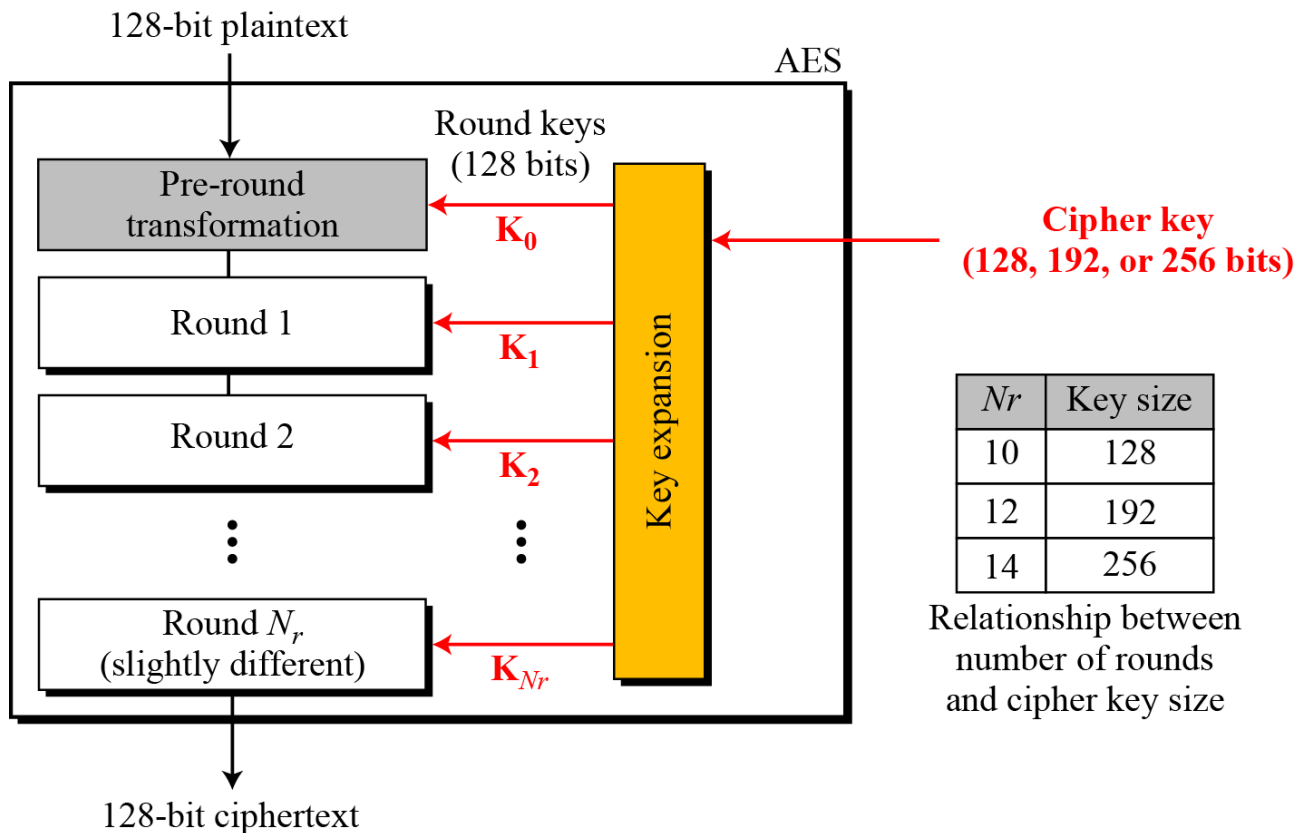 128-bit plaintext
AES
Round keys
(128 bits)
Pre-round
transformation
K0
Cipher key
(128, 192, or 256 bits)
Round 1
K1
Key expansion
Round 2
K2
Nr Key size
10 128
12 192
14 256
Relationship between
number of rounds
and cipher key size
Round Nr
(slightly different)
KNr
128-bit ciphertext